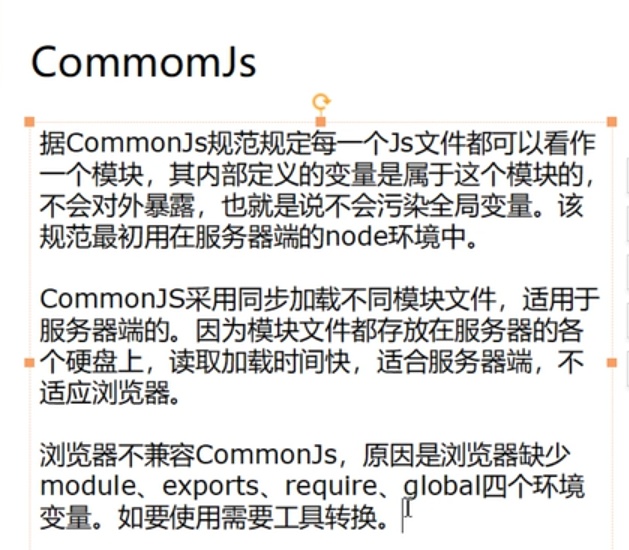 CommomJs
据CommonJs规范规定每一个Js文件都可以看作
一个模块，其内部定义的变量是属于这个模块的，
不会对外暴露，也就是说不会污染全局变量。该
规范最初用在服务器端的node环境中。
CommonJS采用同步加载不同模块文件，适用于
服务器端的。因为模块文件都存放在服务器的各
个硬盘上，读取加载时间快，适合服务器端，不
适应浏览器。
浏览器不兼容CommonJs，原因是浏览器缺少
module、exports、require、global四个环境
变量。如要使用需要工具转换。